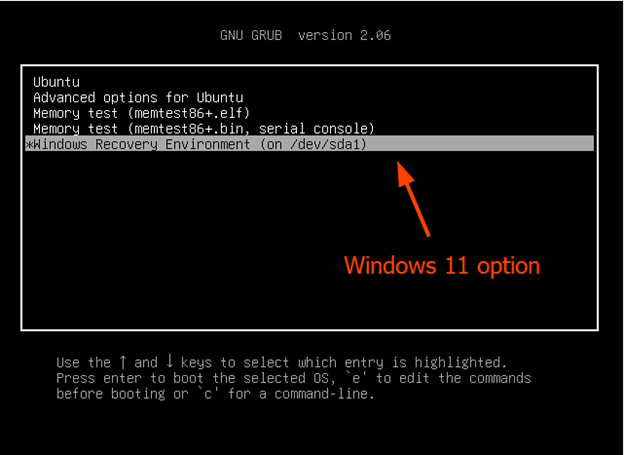 GNU GRUB  version 2.06
Ubuntu
Advanced options for Ubuntu
Memory test (memtest86+.elf)
Memory test (memtest86+.bin, serial console)
*Windows Recovery Environment (on /dev/sda1)
Windows 11 option
Use the ↑ and ↓ keys to select which entry is highlighted.
Press enter to boot the selected OS, `e' to edit the commands
before booting or `c' for a command-line.